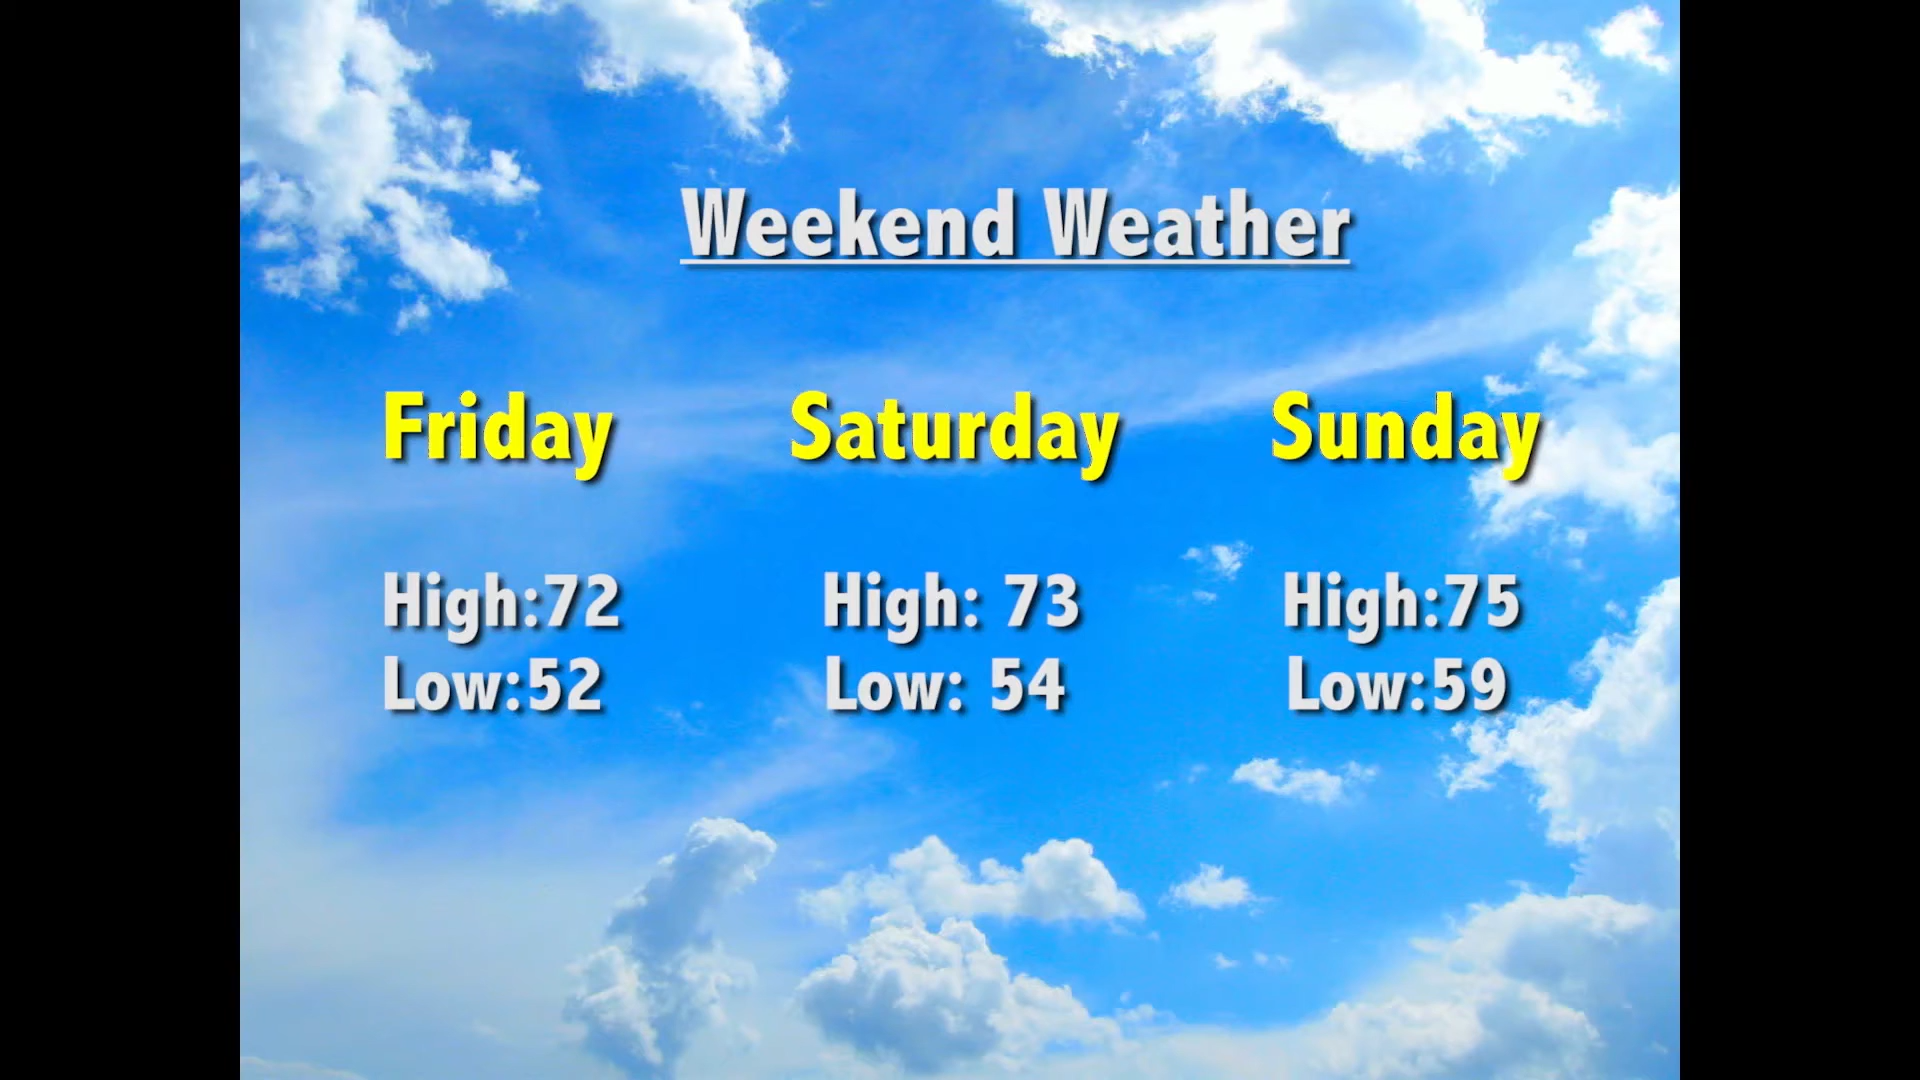 Weekend Weather
Friday
Saturday
Sunday
High:72
Low:52
High: 73
Low: 54
High:75
Low:59